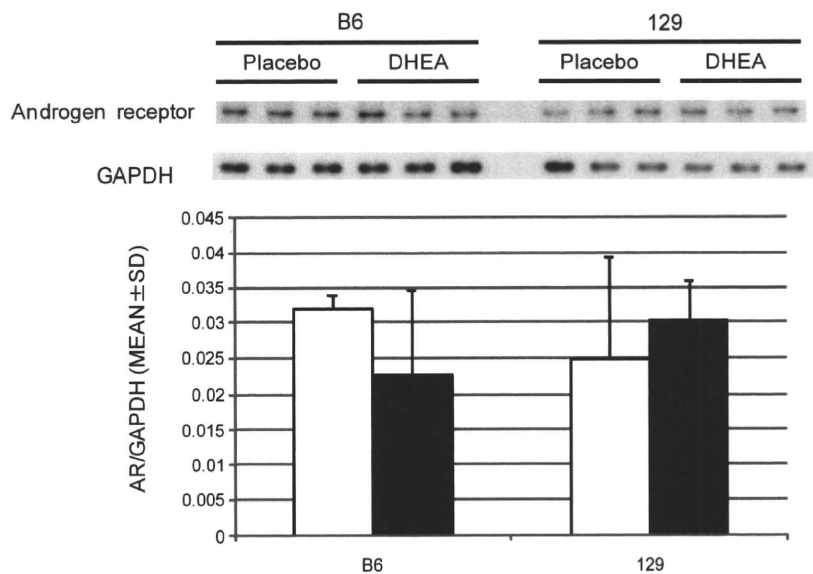 B6 129
Placebo DHEA Placebo DHEA
Androgen receptor
GAPDH
AR/GAPDH (MEAN±SD)
0.045
0.04
0.035
0.03
0.025
0.02
0.015
0.01
0.005
0
B6 129